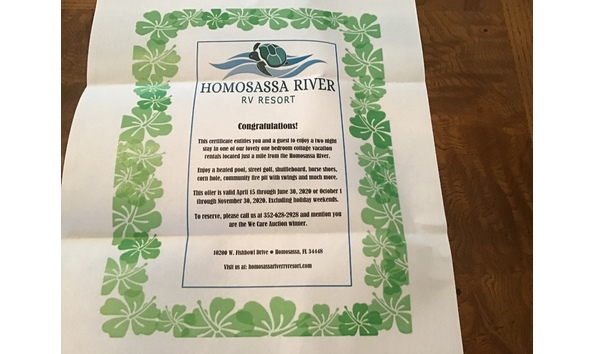 HOMOSASSA RIVER
RV RESORT
Congratulations!
This certificate entitles you and a guest to enjoy a two night
stay in one of our lovely one bedroom cottage vacation
rentals located just a mile from the Homosassa River.
Enjoy a heated pool, street golf, shuffleboard, horse shoes,
corn hole, community fire pit with swings and much more.
This offer is valid April 15 through June 30, 2020 or October 1
through November 30, 2020. Excluding holiday weekends.
To reserve, please call us at 352-628-2928 and mention you
are the We Care Auction winner.
10200 W. Fishbowl Drive • Homosassa, FL 34448
Visit us at: homosassariverrvresort.com